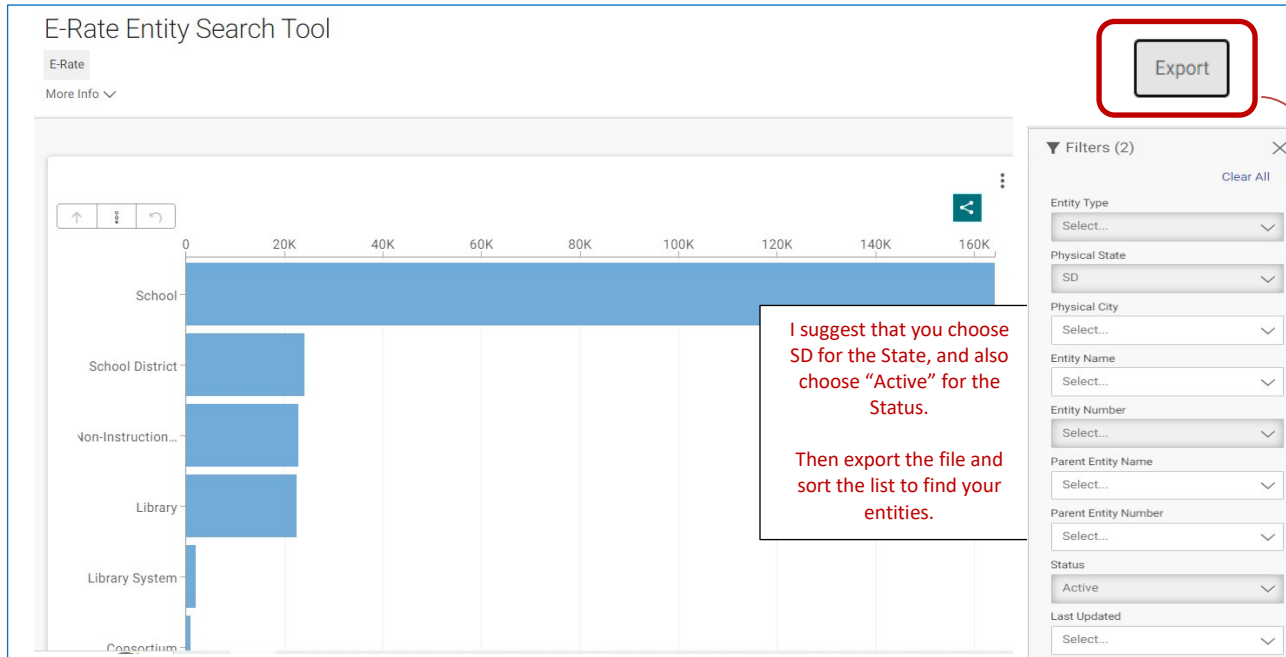 E-Rate Entity Search Tool
E-Rate
More Info
Export
Filters (2)
Clear All
Entity Type
Select...
Physical State
SD
Physical City
Select...
Entity Name
Select...
Entity Number
Select...
Parent Entity Name
Select...
Parent Entity Number
Select...
Status
Active
Last Updated
Select...
0 20K 40K 60K 80K 100K 120K 140K 160K
School
School District
Non-Instruction...
Library
Library System
Consortium
I suggest that you choose
SD for the State, and also
choose “Active” for the
Status.
Then export the file and
sort the list to find your
entities.